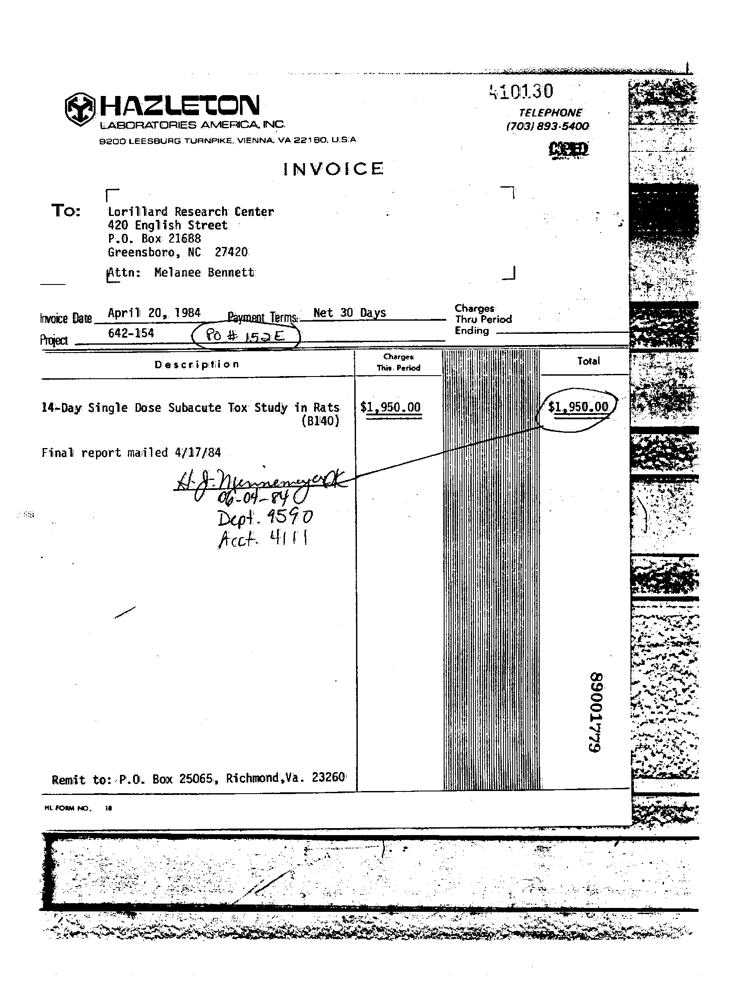 410130
HAZLETON
LABORATORIES AMERICA, INC.
TELEPHONE
(703) 893-5400
9200 LEESBURG TURNPIKE, VIENNA, VA 22180, U.S.A.
INVOICE
To: Lorillard Research Center
420 English Street
P.O. Box 21688
Greensboro, NC 27420
Attn: Melanee Bennett
Invoice Date April 20, 1984 Payment Terms: Net 30 Days Charges Thru Period Ending
Project 642-154 PO # 152E
Description Charges This Period Total
14-Day Single Dose Subacute Tox Study in Rats $1,950.00 $1,950.00
(B140)
Final report mailed 4/17/84
06-04-84
Dept. 9590
Acct. 4111
89001779
Remit to: P.O. Box 25065, Richmond,Va. 23260
HL FORM NO. 18